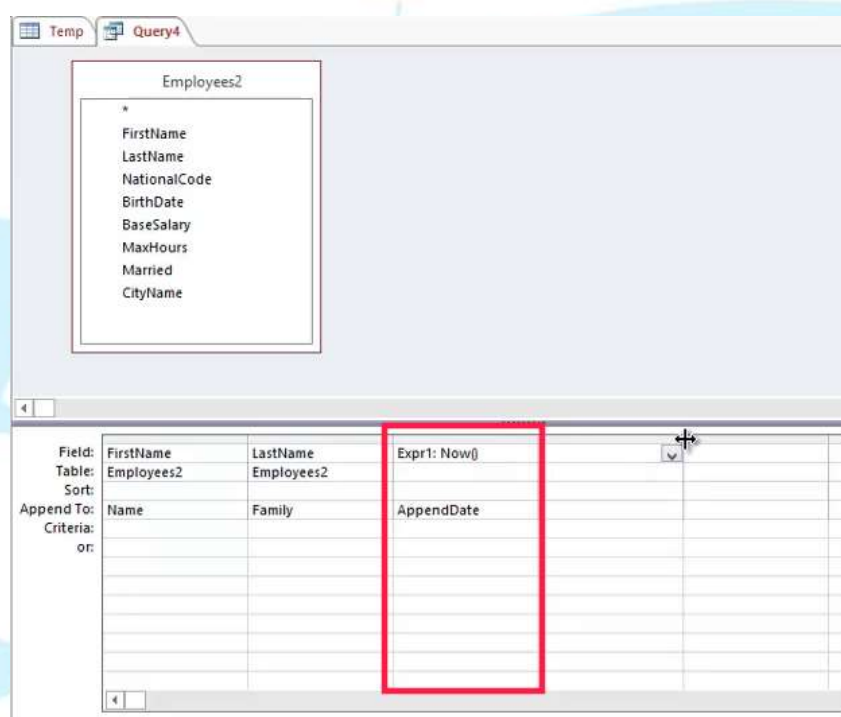 Temp Query4
Employees2
*
FirstName
LastName
NationalCode
BirthDate
BaseSalary
MaxHours
Married
CityName
Field: FirstName LastName Expr1: Now()
Table: Employees2 Employees2
Sort:
Append To: Name Family AppendDate
Criteria:
or: